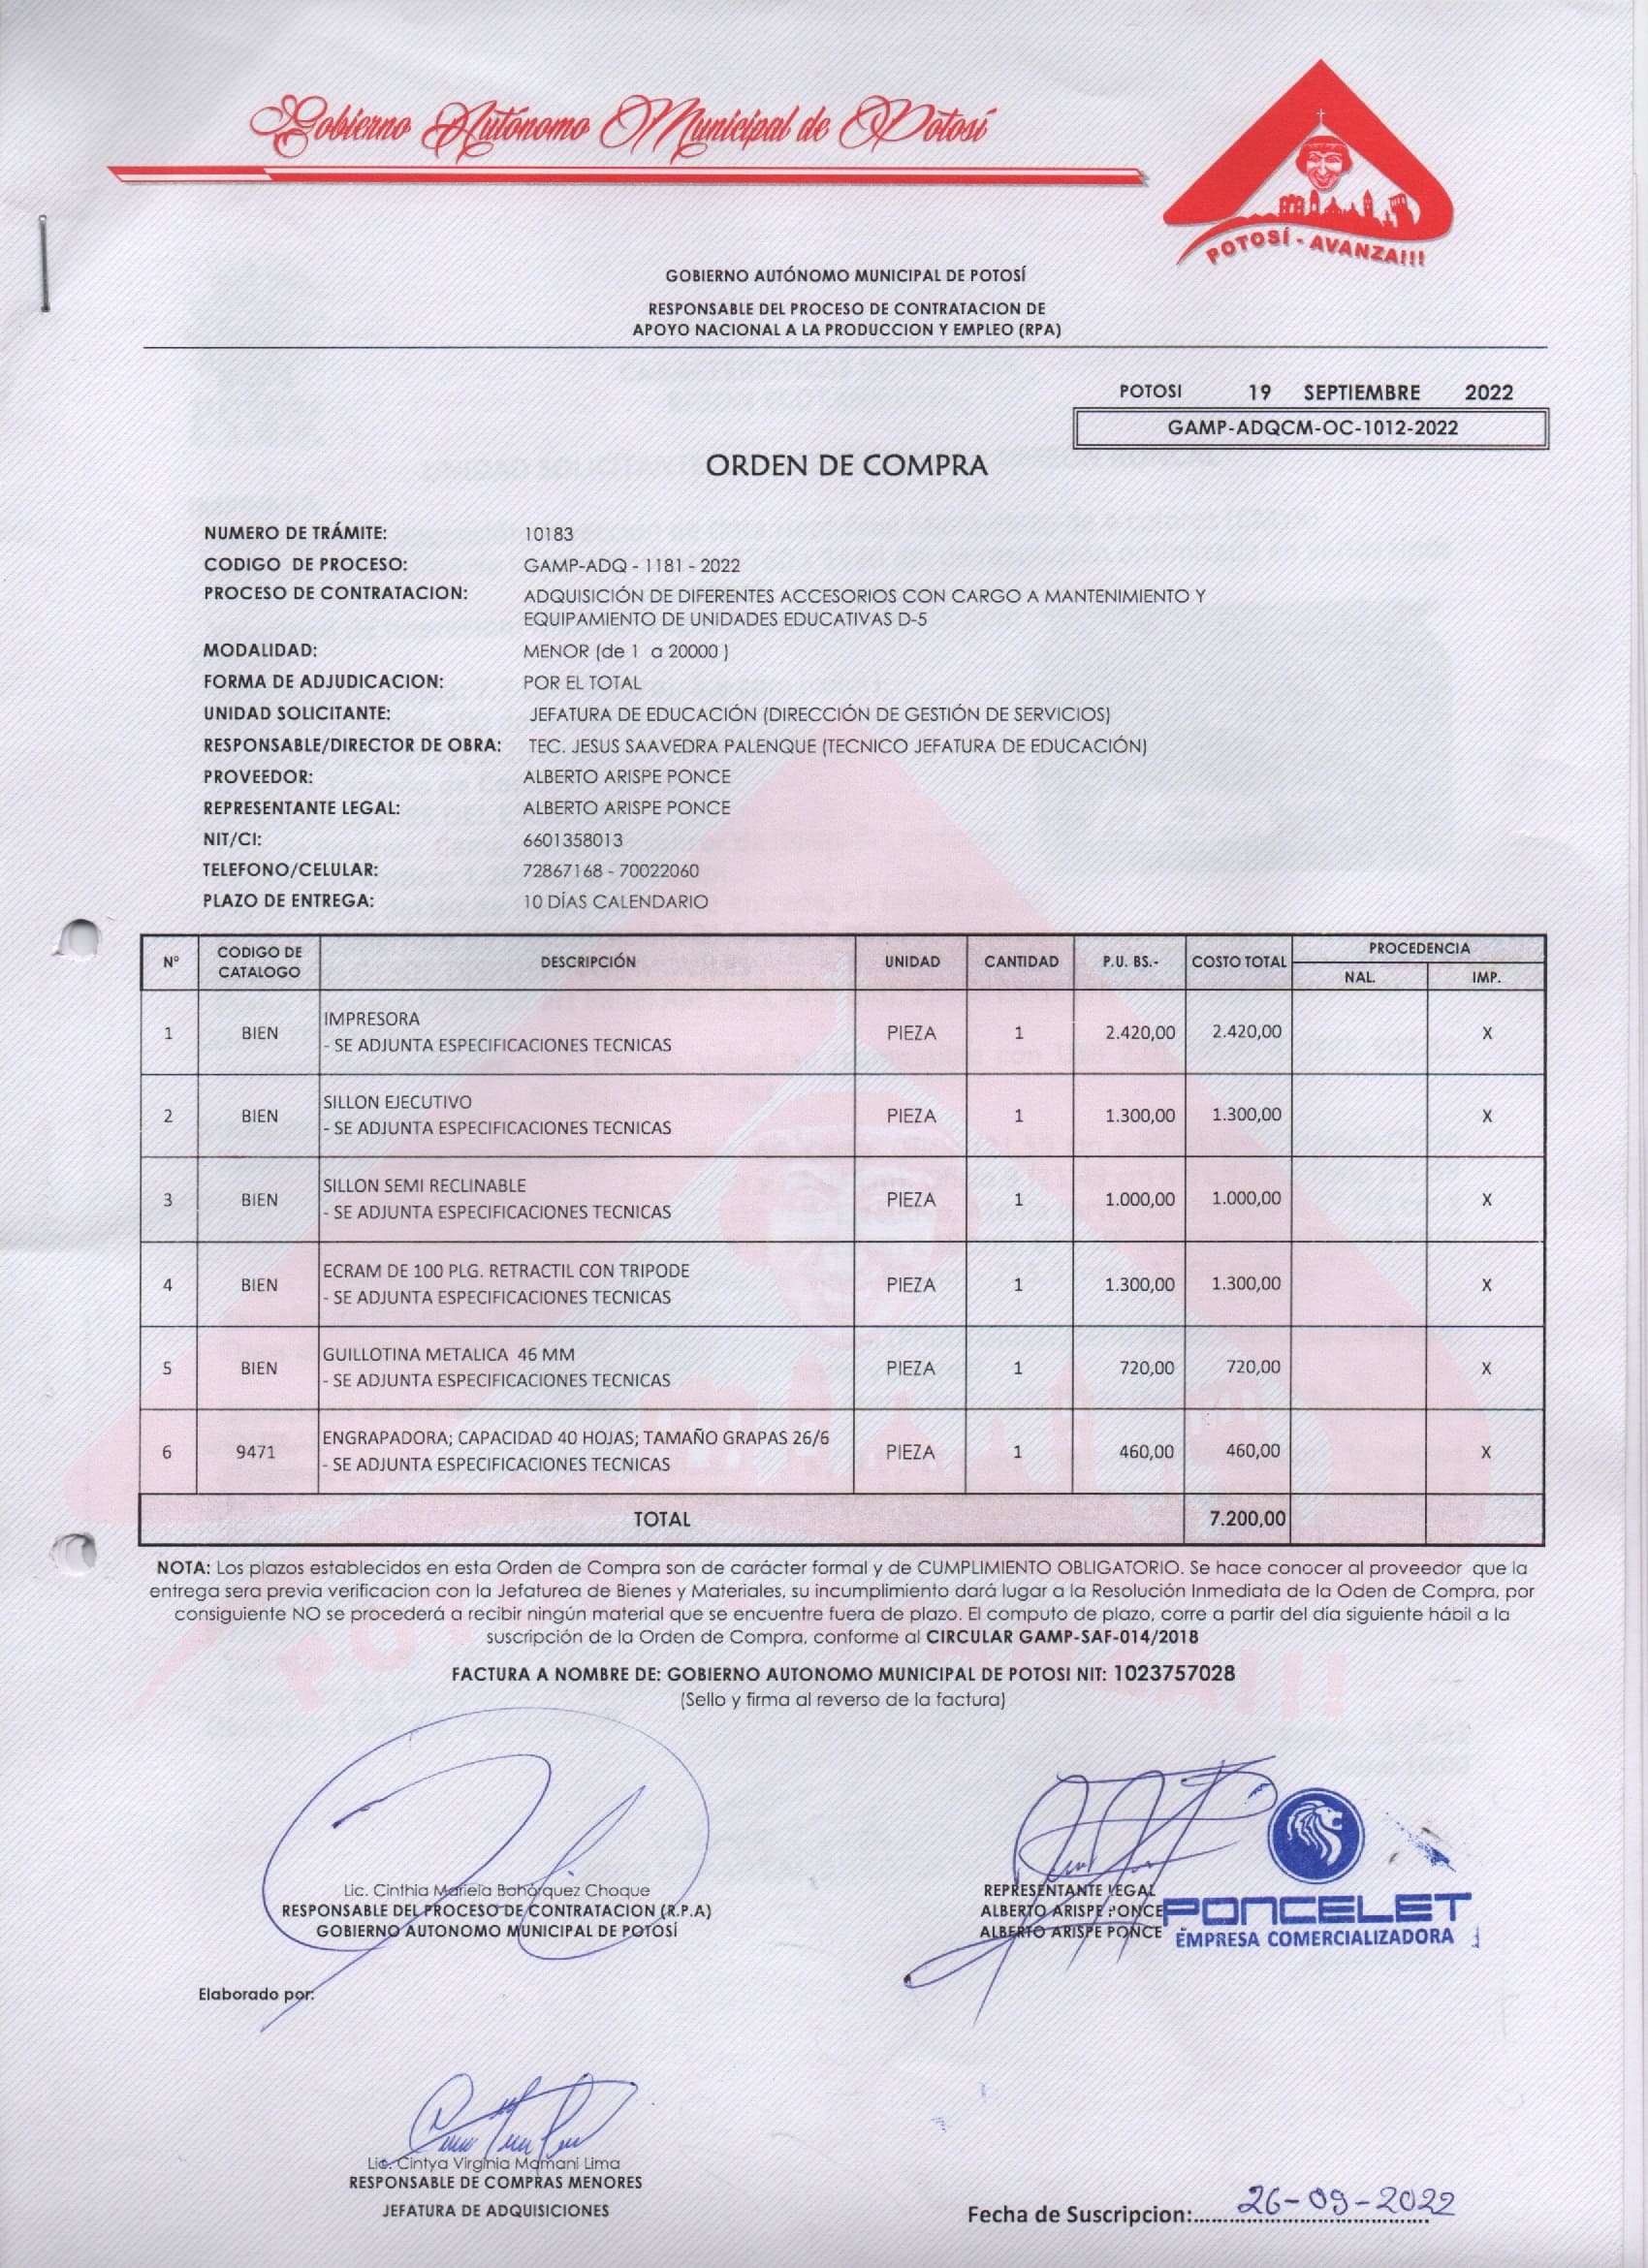 Gobierno Autónomo Municipal de Potosí
POTOSÍ - AVANZA!!!
GOBIERNO AUTÓNOMO MUNICIPAL DE POTOSÍ
RESPONSABLE DEL PROCESO DE CONTRATACION DE
APOYO NACIONAL A LA PRODUCCION Y EMPLEO (RPA)
POTOSI 19 SEPTIEMBRE 2022
GAMP-ADQCM-OC-1012-2022
ORDEN DE COMPRA
NUMERO DE TRÁMITE: 10183
CODIGO DE PROCESO: GAMP-ADQ - 1181 - 2022
PROCESO DE CONTRATACION: ADQUISICIÓN DE DIFERENTES ACCESORIOS CON CARGO A MANTENIMIENTO Y
EQUIPAMIENTO DE UNIDADES EDUCATIVAS D-5
MODALIDAD: MENOR (de 1 a 20000 )
FORMA DE ADJUDICACION: POR EL TOTAL
UNIDAD SOLICITANTE: JEFATURA DE EDUCACIÓN (DIRECCIÓN DE GESTIÓN DE SERVICIOS)
RESPONSABLE/DIRECTOR DE OBRA: TEC. JESUS SAAVEDRA PALENQUE (TECNICO JEFATURA DE EDUCACIÓN)
PROVEEDOR: ALBERTO ARISPE PONCE
REPRESENTANTE LEGAL: ALBERTO ARISPE PONCE
NIT/CI: 6601358013
TELEFONO/CELULAR: 72867168 - 70022060
PLAZO DE ENTREGA: 10 DÍAS CALENDARIO
N° CODIGO DE CATALOGO DESCRIPCIÓN UNIDAD CANTIDAD P.U. BS.- COSTO TOTAL PROCEDENCIA
NAL. IMP.
1 BIEN IMPRESORA PIEZA 1 2.420,00 2.420,00 X
- SE ADJUNTA ESPECIFICACIONES TECNICAS
2 BIEN SILLON EJECUTIVO PIEZA 1 1.300,00 1.300,00 X
- SE ADJUNTA ESPECIFICACIONES TECNICAS
3 BIEN SILLON SEMI RECLINABLE PIEZA 1 1.000,00 1.000,00 X
- SE ADJUNTA ESPECIFICACIONES TECNICAS
4 BIEN ECRAM DE 100 PLG. RETRACTIL CON TRIPODE PIEZA 1 1.300,00 1.300,00 X
- SE ADJUNTA ESPECIFICACIONES TECNICAS
5 BIEN GUILLOTINA METALICA 46 MM PIEZA 1 720,00 720,00 X
- SE ADJUNTA ESPECIFICACIONES TECNICAS
6 9471 ENGRAPADORA; CAPACIDAD 40 HOJAS; TAMAÑO GRAPAS 26/6 PIEZA 1 460,00 460,00 X
- SE ADJUNTA ESPECIFICACIONES TECNICAS
TOTAL 7.200,00
NOTA: Los plazos establecidos en esta Orden de Compra son de carácter formal y de CUMPLIMIENTO OBLIGATORIO. Se hace conocer al proveedor que la
entrega sera previa verificacion con la Jefaturea de Bienes y Materiales, su incumplimiento dará lugar a la Resolución Inmediata de la Oden de Compra, por
consiguiente NO se procederá a recibir ningún material que se encuentre fuera de plazo. El computo de plazo, corre a partir del día siguiente hábil a la
suscripción de la Orden de Compra, conforme al CIRCULAR GAMP-SAF-014/2018
FACTURA A NOMBRE DE: GOBIERNO AUTONOMO MUNICIPAL DE POTOSI NIT: 1023757028
(Sello y firma al reverso de la factura)
Lic. Cinthia Mariela Bohórquez Choque
RESPONSABLE DEL PROCESO DE CONTRATACION (R.P.A)
GOBIERNO AUTONOMO MUNICIPAL DE POTOSÍ
REPRESENTANTE LEGAL
ALBERTO ARISPE PONCE
ALBERTO ARISPE PONCE
PONCELET
EMPRESA COMERCIALIZADORA
Elaborado por:
Lic. Cintya Virginia Mamani Lima
RESPONSABLE DE COMPRAS MENORES
JEFATURA DE ADQUISICIONES
Fecha de Suscripcion:......26-09-2022......